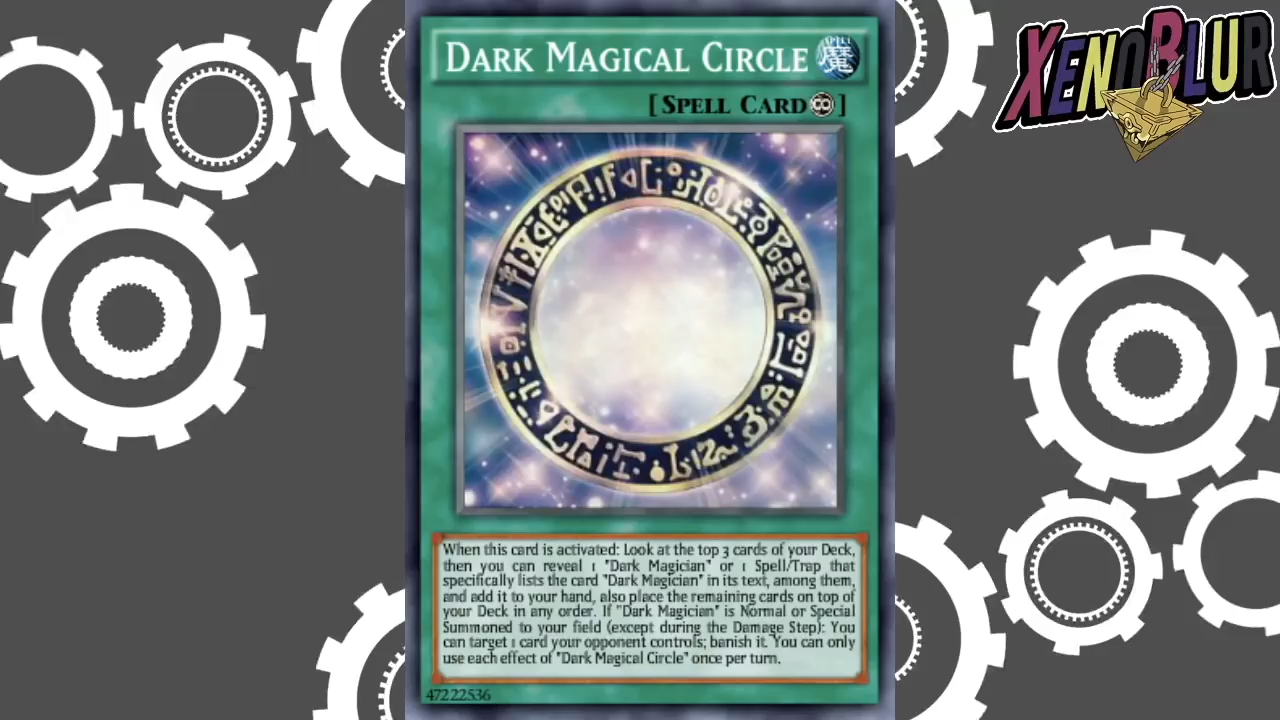 XENOBLUR
DARK MAGICAL CIRCLE
[SPELL CARD]
When this card is activated: Look at the top 3 cards of your Deck,
then you can reveal 1 "Dark Magician" or 1 Spell/Trap that
specifically lists the card "Dark Magician" in its text, among them,
and add it to your hand, also place the remaining cards on top of
your Deck in any order. If "Dark Magician" is Normal or Special
Summoned to your field (except during the Damage Step): You
can target 1 card your opponent controls; banish it. You can only
use each effect of "Dark Magical Circle" once per turn.
47222536